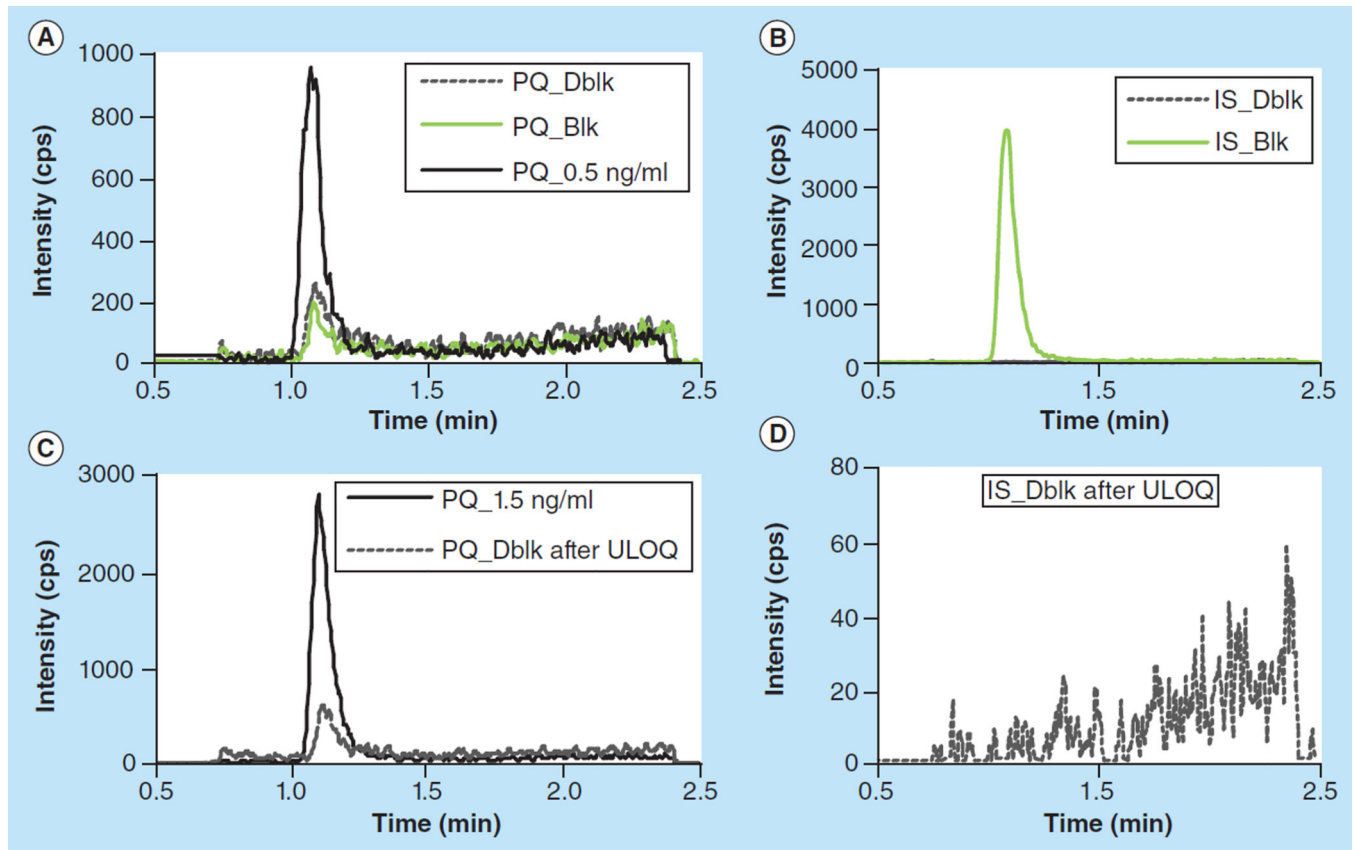 A
1000
800
600
400
200
0
Intensity (cps)
PQ_Dblk
PQ_Blk
PQ_0.5 ng/ml
0.5 1.0 1.5 2.0 2.5
Time (min)
B
5000
4000
3000
2000
1000
0
Intensity (cps)
IS_Dblk
IS_Blk
0.5 1.5 2.5
Time (min)
C
3000
2000
1000
0
Intensity (cps)
PQ_1.5 ng/ml
PQ_Dblk after ULOQ
0.5 1.0 1.5 2.0 2.5
Time (min)
D
80
60
40
20
0
Intensity (cps)
IS_Dblk after ULOQ
0.5 1.5 2.5
Time (min)